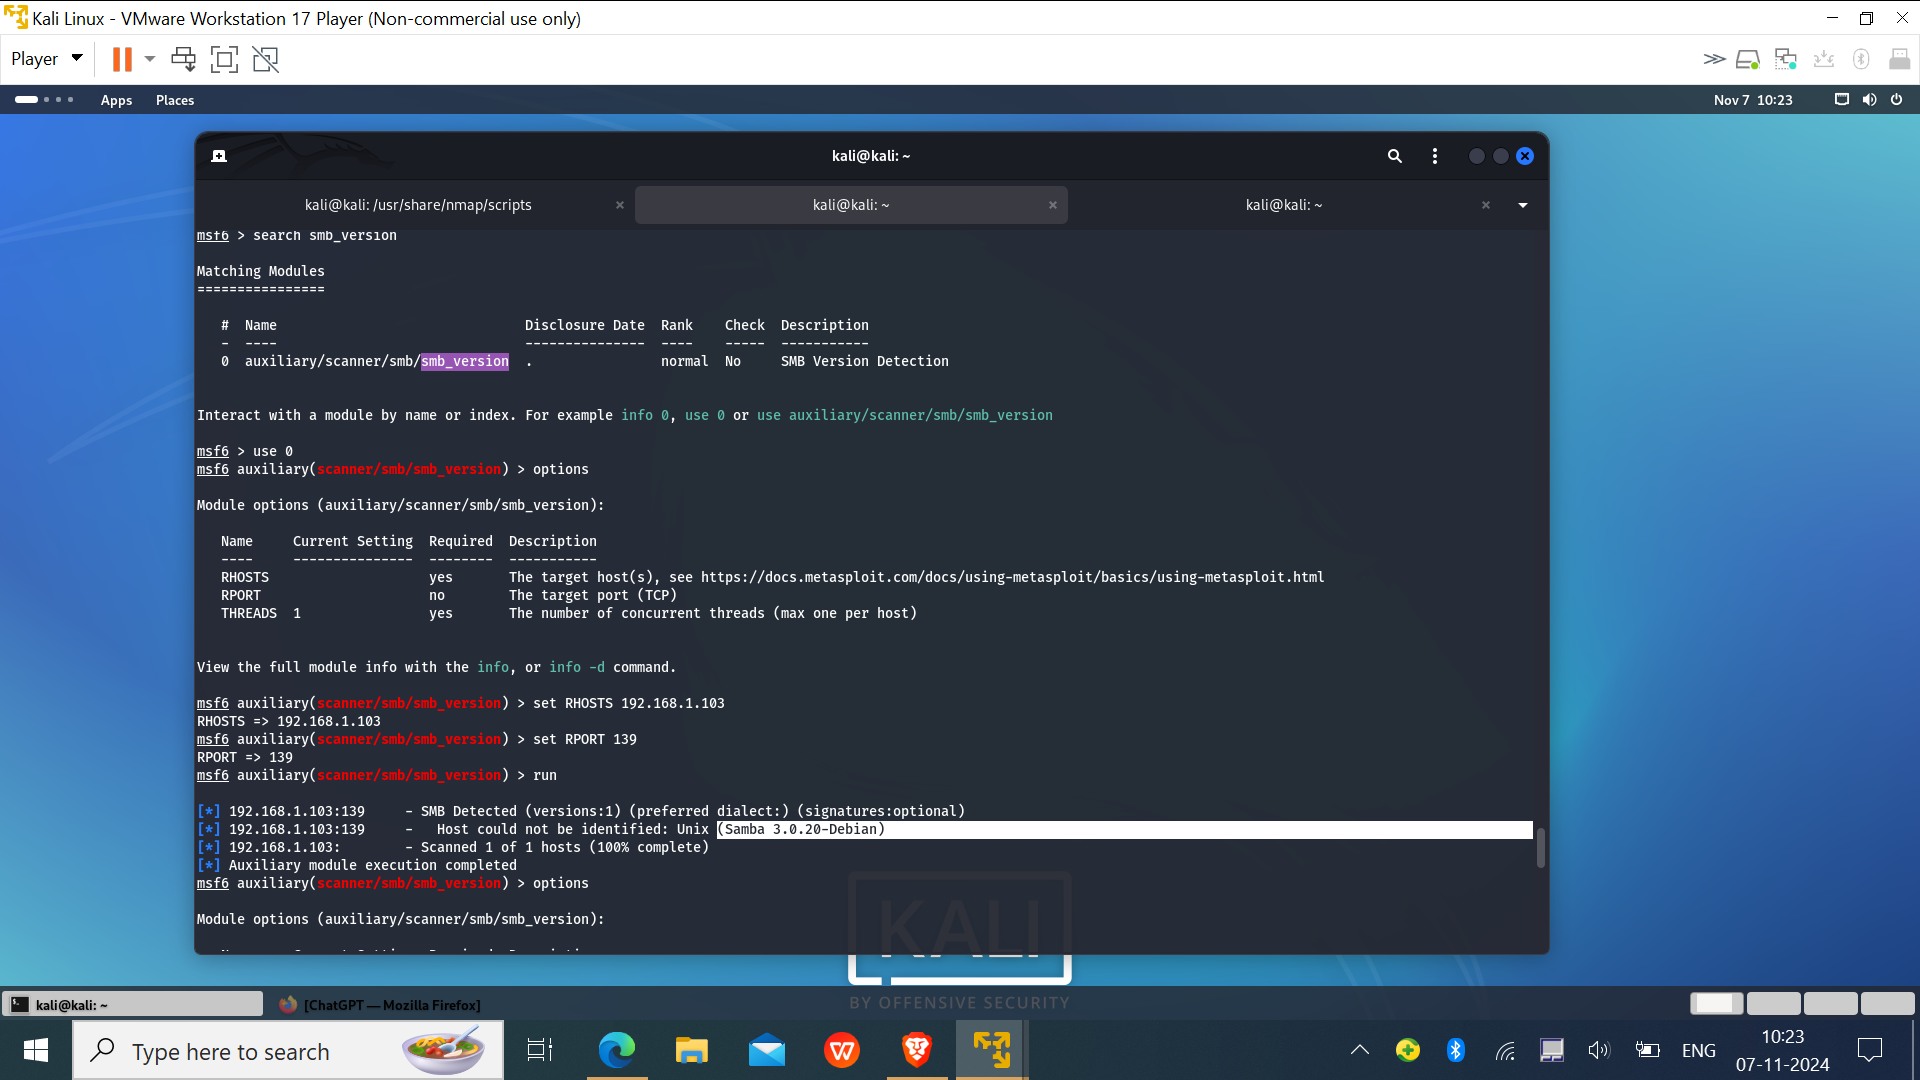 Kali Linux - VMware Workstation 17 Player (Non-commercial use only)
Player
Apps Places Nov 7 10:23
kali@kali: ~
kali@kali: /usr/share/nmap/scripts kali@kali: ~ kali@kali: ~
msf6 > search smb_version
Matching Modules
================
# Name Disclosure Date Rank Check Description
- ---- --------------- ---- ----- -----------
0 auxiliary/scanner/smb/smb_version . normal No SMB Version Detection
Interact with a module by name or index. For example info 0, use 0 or use auxiliary/scanner/smb/smb_version
msf6 > use 0
msf6 auxiliary(scanner/smb/smb_version) > options
Module options (auxiliary/scanner/smb/smb_version):
Name Current Setting Required Description
---- --------------- -------- -----------
RHOSTS yes The target host(s), see https://docs.metasploit.com/docs/using-metasploit/basics/using-metasploit.html
RPORT no The target port (TCP)
THREADS 1 yes The number of concurrent threads (max one per host)
View the full module info with the info, or info -d command.
msf6 auxiliary(scanner/smb/smb_version) > set RHOSTS 192.168.1.103
RHOSTS => 192.168.1.103
msf6 auxiliary(scanner/smb/smb_version) > set RPORT 139
RPORT => 139
msf6 auxiliary(scanner/smb/smb_version) > run
[*] 192.168.1.103:139 - SMB Detected (versions:1) (preferred dialect:) (signatures:optional)
[*] 192.168.1.103:139 - Host could not be identified: Unix (Samba 3.0.20-Debian)
[*] 192.168.1.103: - Scanned 1 of 1 hosts (100% complete)
[*] Auxiliary module execution completed
msf6 auxiliary(scanner/smb/smb_version) > options
Module options (auxiliary/scanner/smb/smb_version):
KALI
BY OFFENSIVE SECURITY
kali@kali: ~ [ChatGPT — Mozilla Firefox]
Type here to search
ENG
10:23
07-11-2024